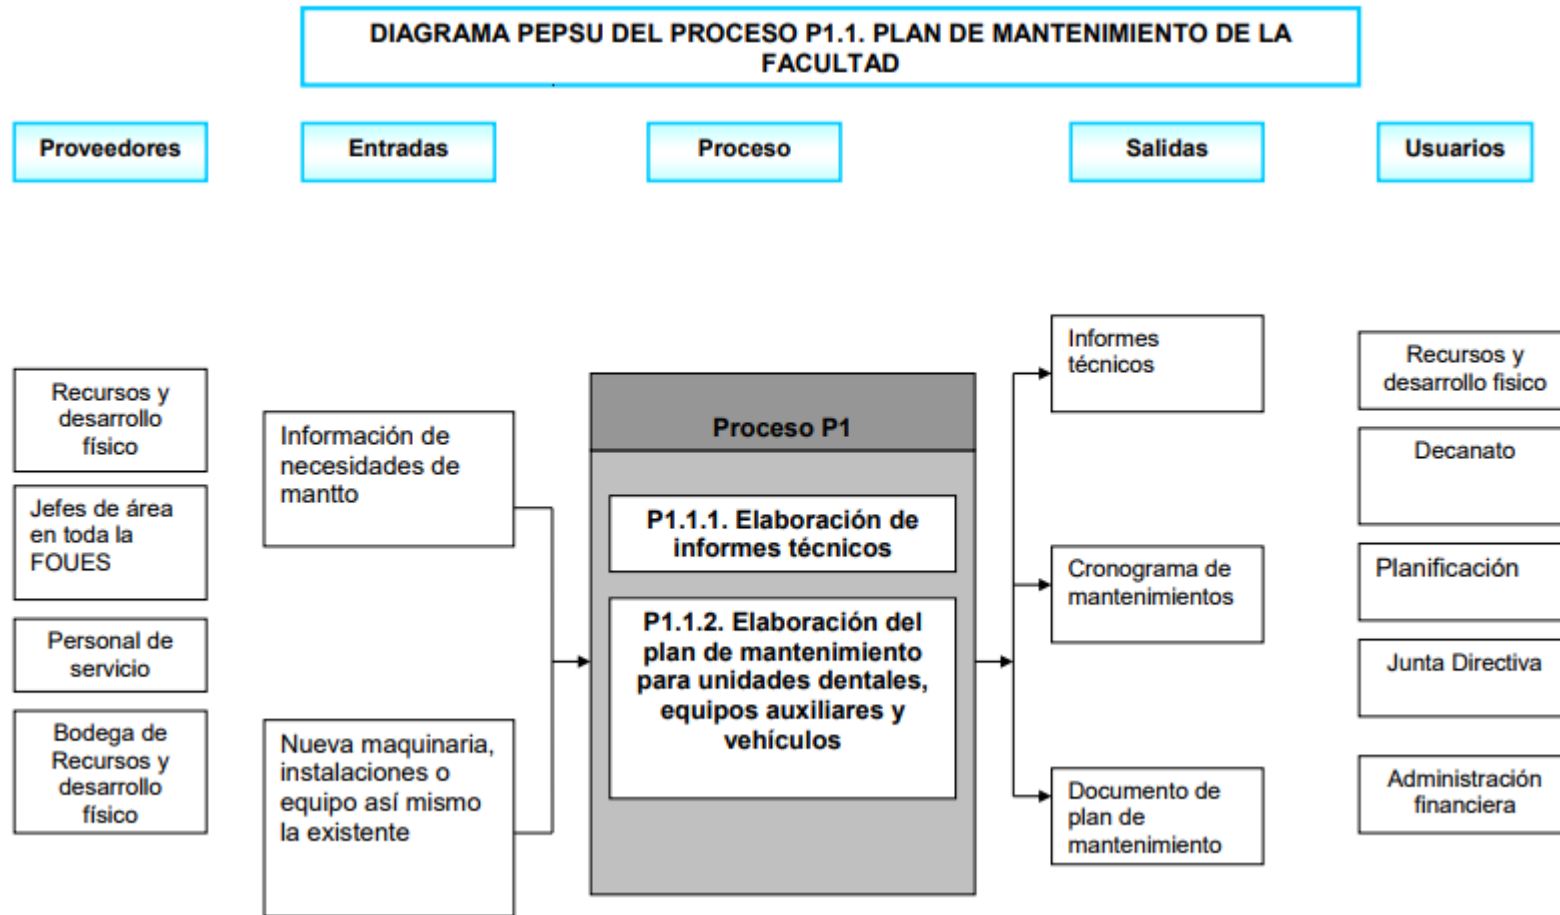 DIAGRAMA PEPSU DEL PROCESO P1.1. PLAN DE MANTENIMIENTO DE LA
FACULTAD
Proveedores
Entradas
Proceso
Salidas
Usuarios
Recursos y
desarrollo
físico
Jefes de área
en toda la
FOUES
Personal de
servicio
Bodega de
Recursos y
desarrollo
físico
Información de
necesidades de
mantto
Nueva maquinaria,
instalaciones o
equipo así mismo
la existente
Proceso P1
P1.1.1. Elaboración de
informes técnicos
P1.1.2. Elaboración del
plan de mantenimiento
para unidades dentales,
equipos auxiliares y
vehículos
Informes
técnicos
Cronograma de
mantenimientos
Documento de
plan de
mantenimiento
Recursos y
desarrollo fisico
Decanato
Planificación
Junta Directiva
Administración
financiera